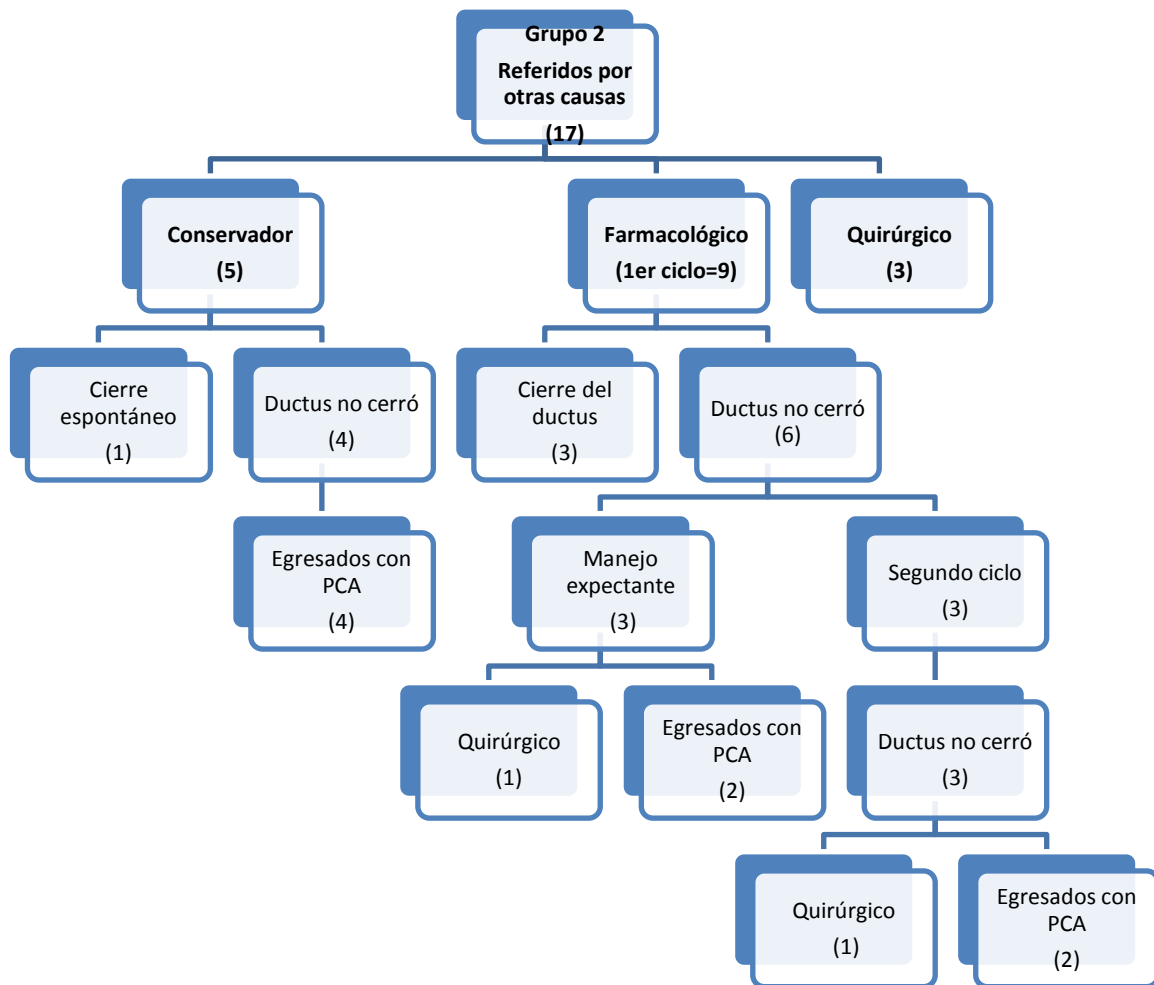 Grupo 2
Referidos por
otras causas
(17)
Conservador
(5)
Farmacológico
(1er ciclo=9)
Quirúrgico
(3)
Cierre
espontáneo
(1)
Ductus no cerró
(4)
Cierre del
ductus
(3)
Ductus no cerró
(6)
Egresados con
PCA
(4)
Manejo
expectante
(3)
Segundo ciclo
(3)
Quirúrgico
(1)
Egresados con
PCA
(2)
Ductus no cerró
(3)
Quirúrgico
(1)
Egresados con
PCA
(2)